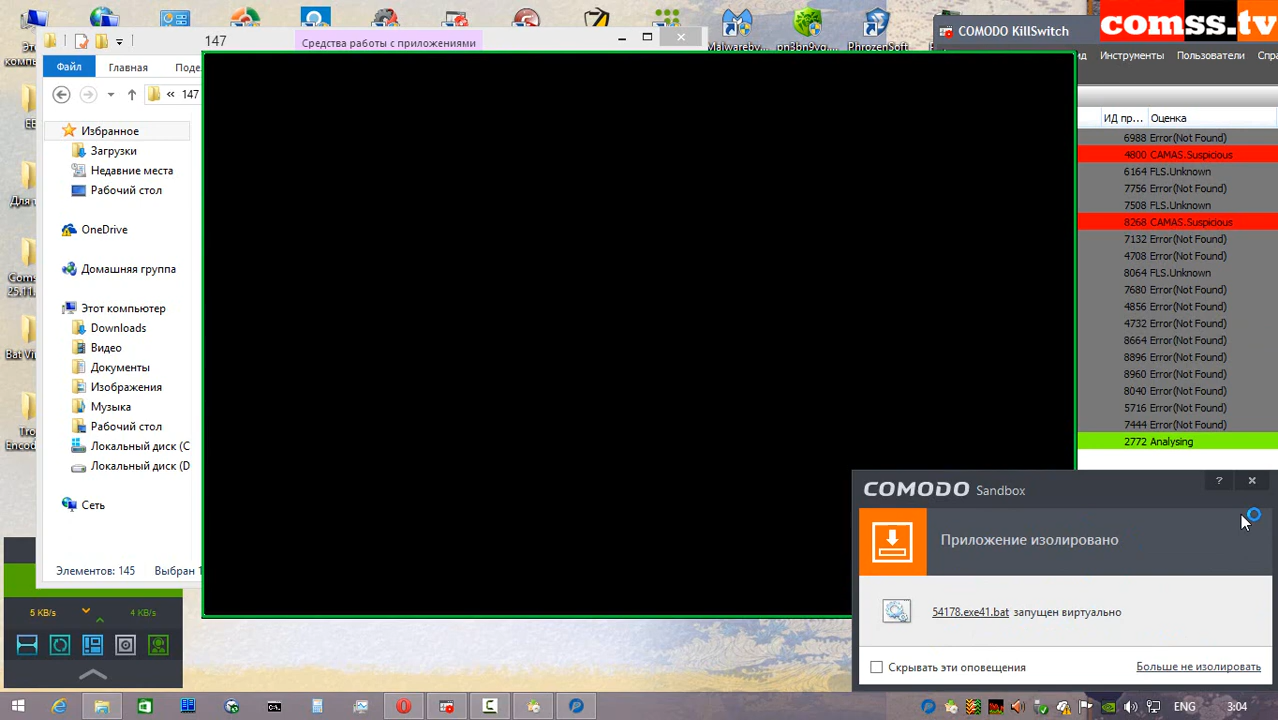 comss.tv
147
Средства работы с приложениями
COMODO KillSwitch
Файл
Главная
Поде
Инструменты
Пользователи
Спра
« 147
ИД пр...
Оценка
Избранное
Загрузки
Недавние места
Рабочий стол
OneDrive
Домашняя группа
Этот компьютер
Downloads
Видео
Документы
Изображения
Музыка
Рабочий стол
Локальный диск (C
Локальный диск (D
Сеть
Элементов: 145
Выбран 1
6988 Error(Not Found)
4800 CAMAS.Suspicious
6164 FLS.Unknown
7756 Error(Not Found)
7508 FLS.Unknown
8268 CAMAS.Suspicious
7132 Error(Not Found)
4708 Error(Not Found)
8064 FLS.Unknown
7680 Error(Not Found)
4856 Error(Not Found)
4732 Error(Not Found)
8664 Error(Not Found)
8896 Error(Not Found)
8960 Error(Not Found)
8040 Error(Not Found)
5716 Error(Not Found)
7444 Error(Not Found)
2772 Analysing
COMODO Sandbox
?
Приложение изолировано
54178.exe41.bat запущен виртуально
Скрывать эти оповещения
Больше не изолировать
5 KB/s
4 KB/s
ENG
3:04